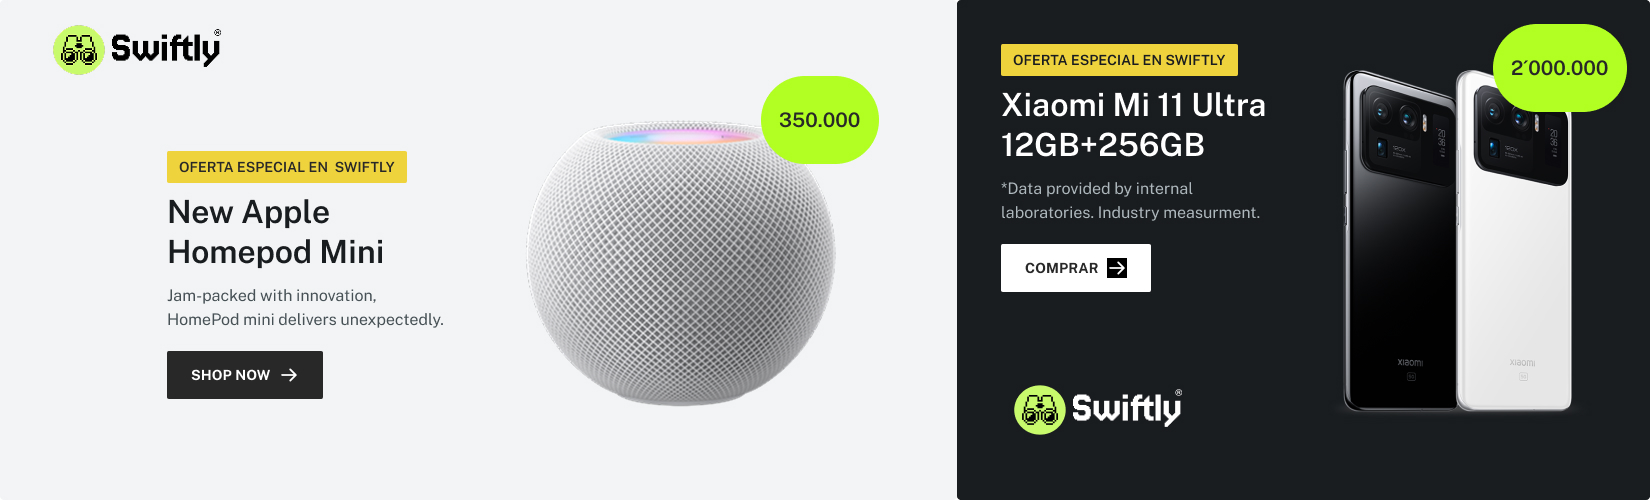 Swiftly®
OFERTA ESPECIAL EN SWIFTLY
New Apple
Homepod Mini
Jam-packed with innovation,
HomePod mini delivers unexpectedly.
SHOP NOW
350.000
OFERTA ESPECIAL EN SWIFTLY
Xiaomi Mi 11 Ultra
12GB+256GB
*Data provided by internal
laboratories. Industry measurment.
COMPRAR
2´000.000
xiaomi
xiaomi
Swiftly®